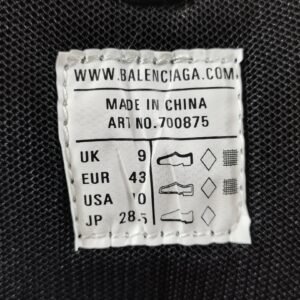 WWW.BALENCIAGA.COM
MADE IN CHINA
ART NO.700875
UK 9
EUR 43
USA 10
JP 28.5